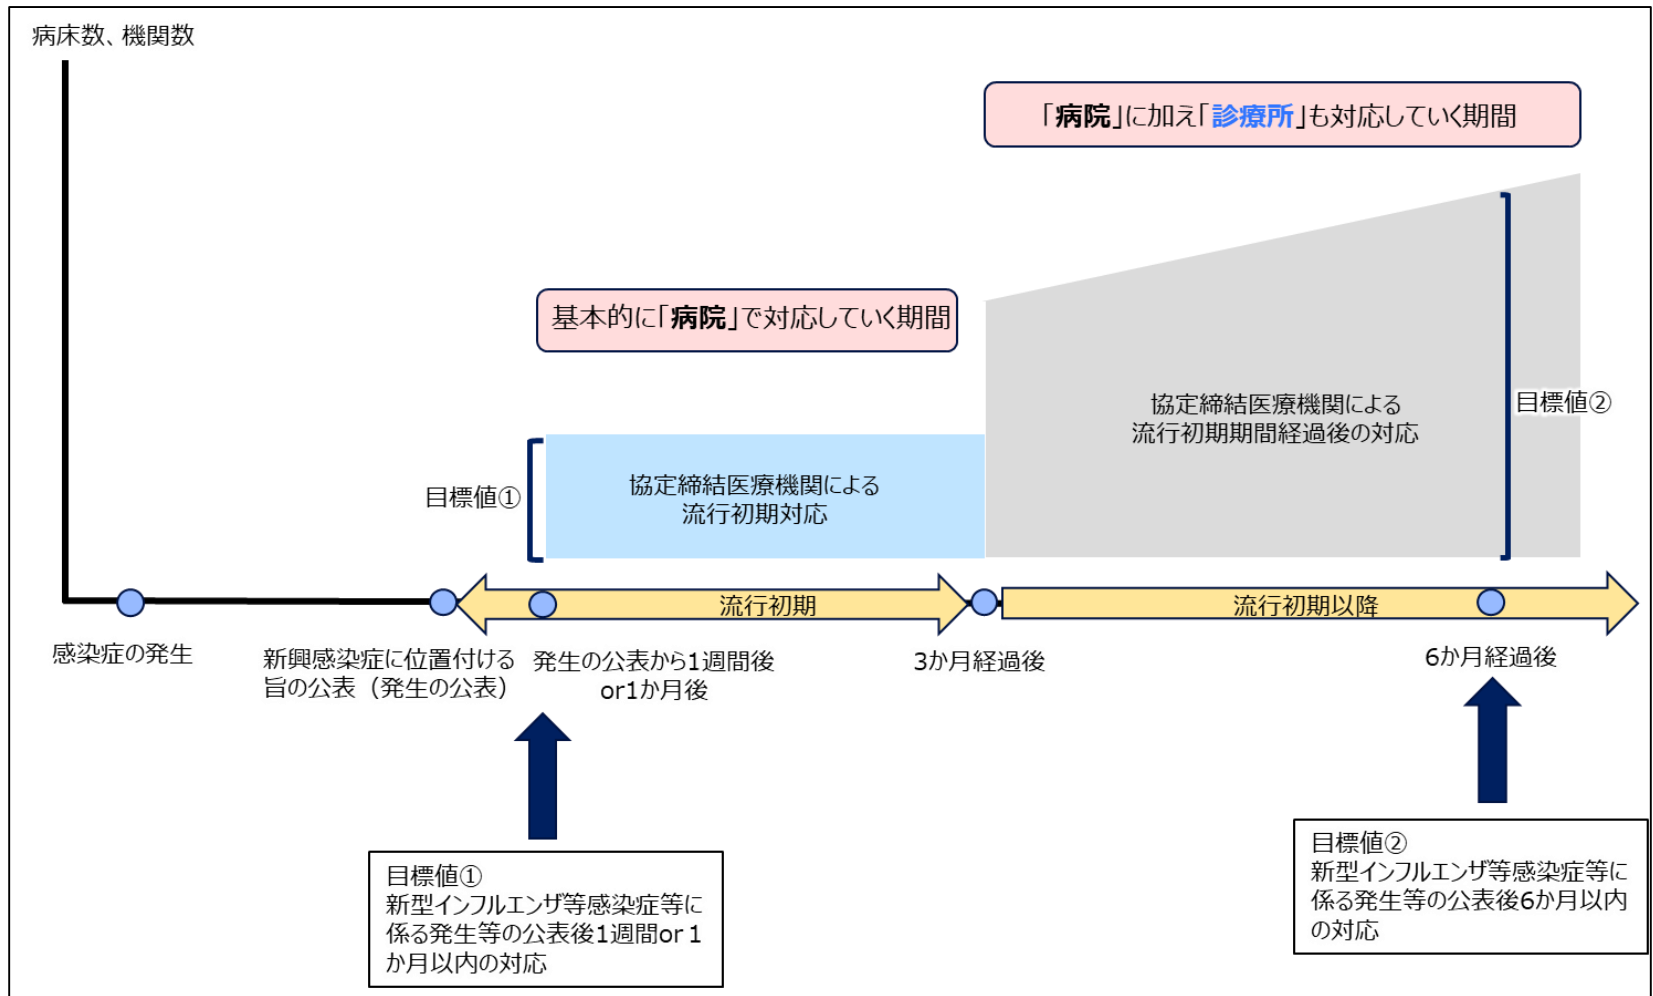 病床数、機関数
「病院」に加え「診療所」も対応していく期間
基本的に「病院」で対応していく期間
協定締結医療機関による
流行初期期間経過後の対応
目標値②
目標値①
協定締結医療機関による
流行初期対応
流行初期
流行初期以降
感染症の発生
新興感染症に位置付ける
旨の公表（発生の公表）
発生の公表から1週間後
or1か月後
3か月経過後
6か月経過後
目標値①
新型インフルエンザ等感染症等に
係る発生等の公表後1週間or 1
か月以内の対応
目標値②
新型インフルエンザ等感染症等に
係る発生等の公表後6か月以内
の対応